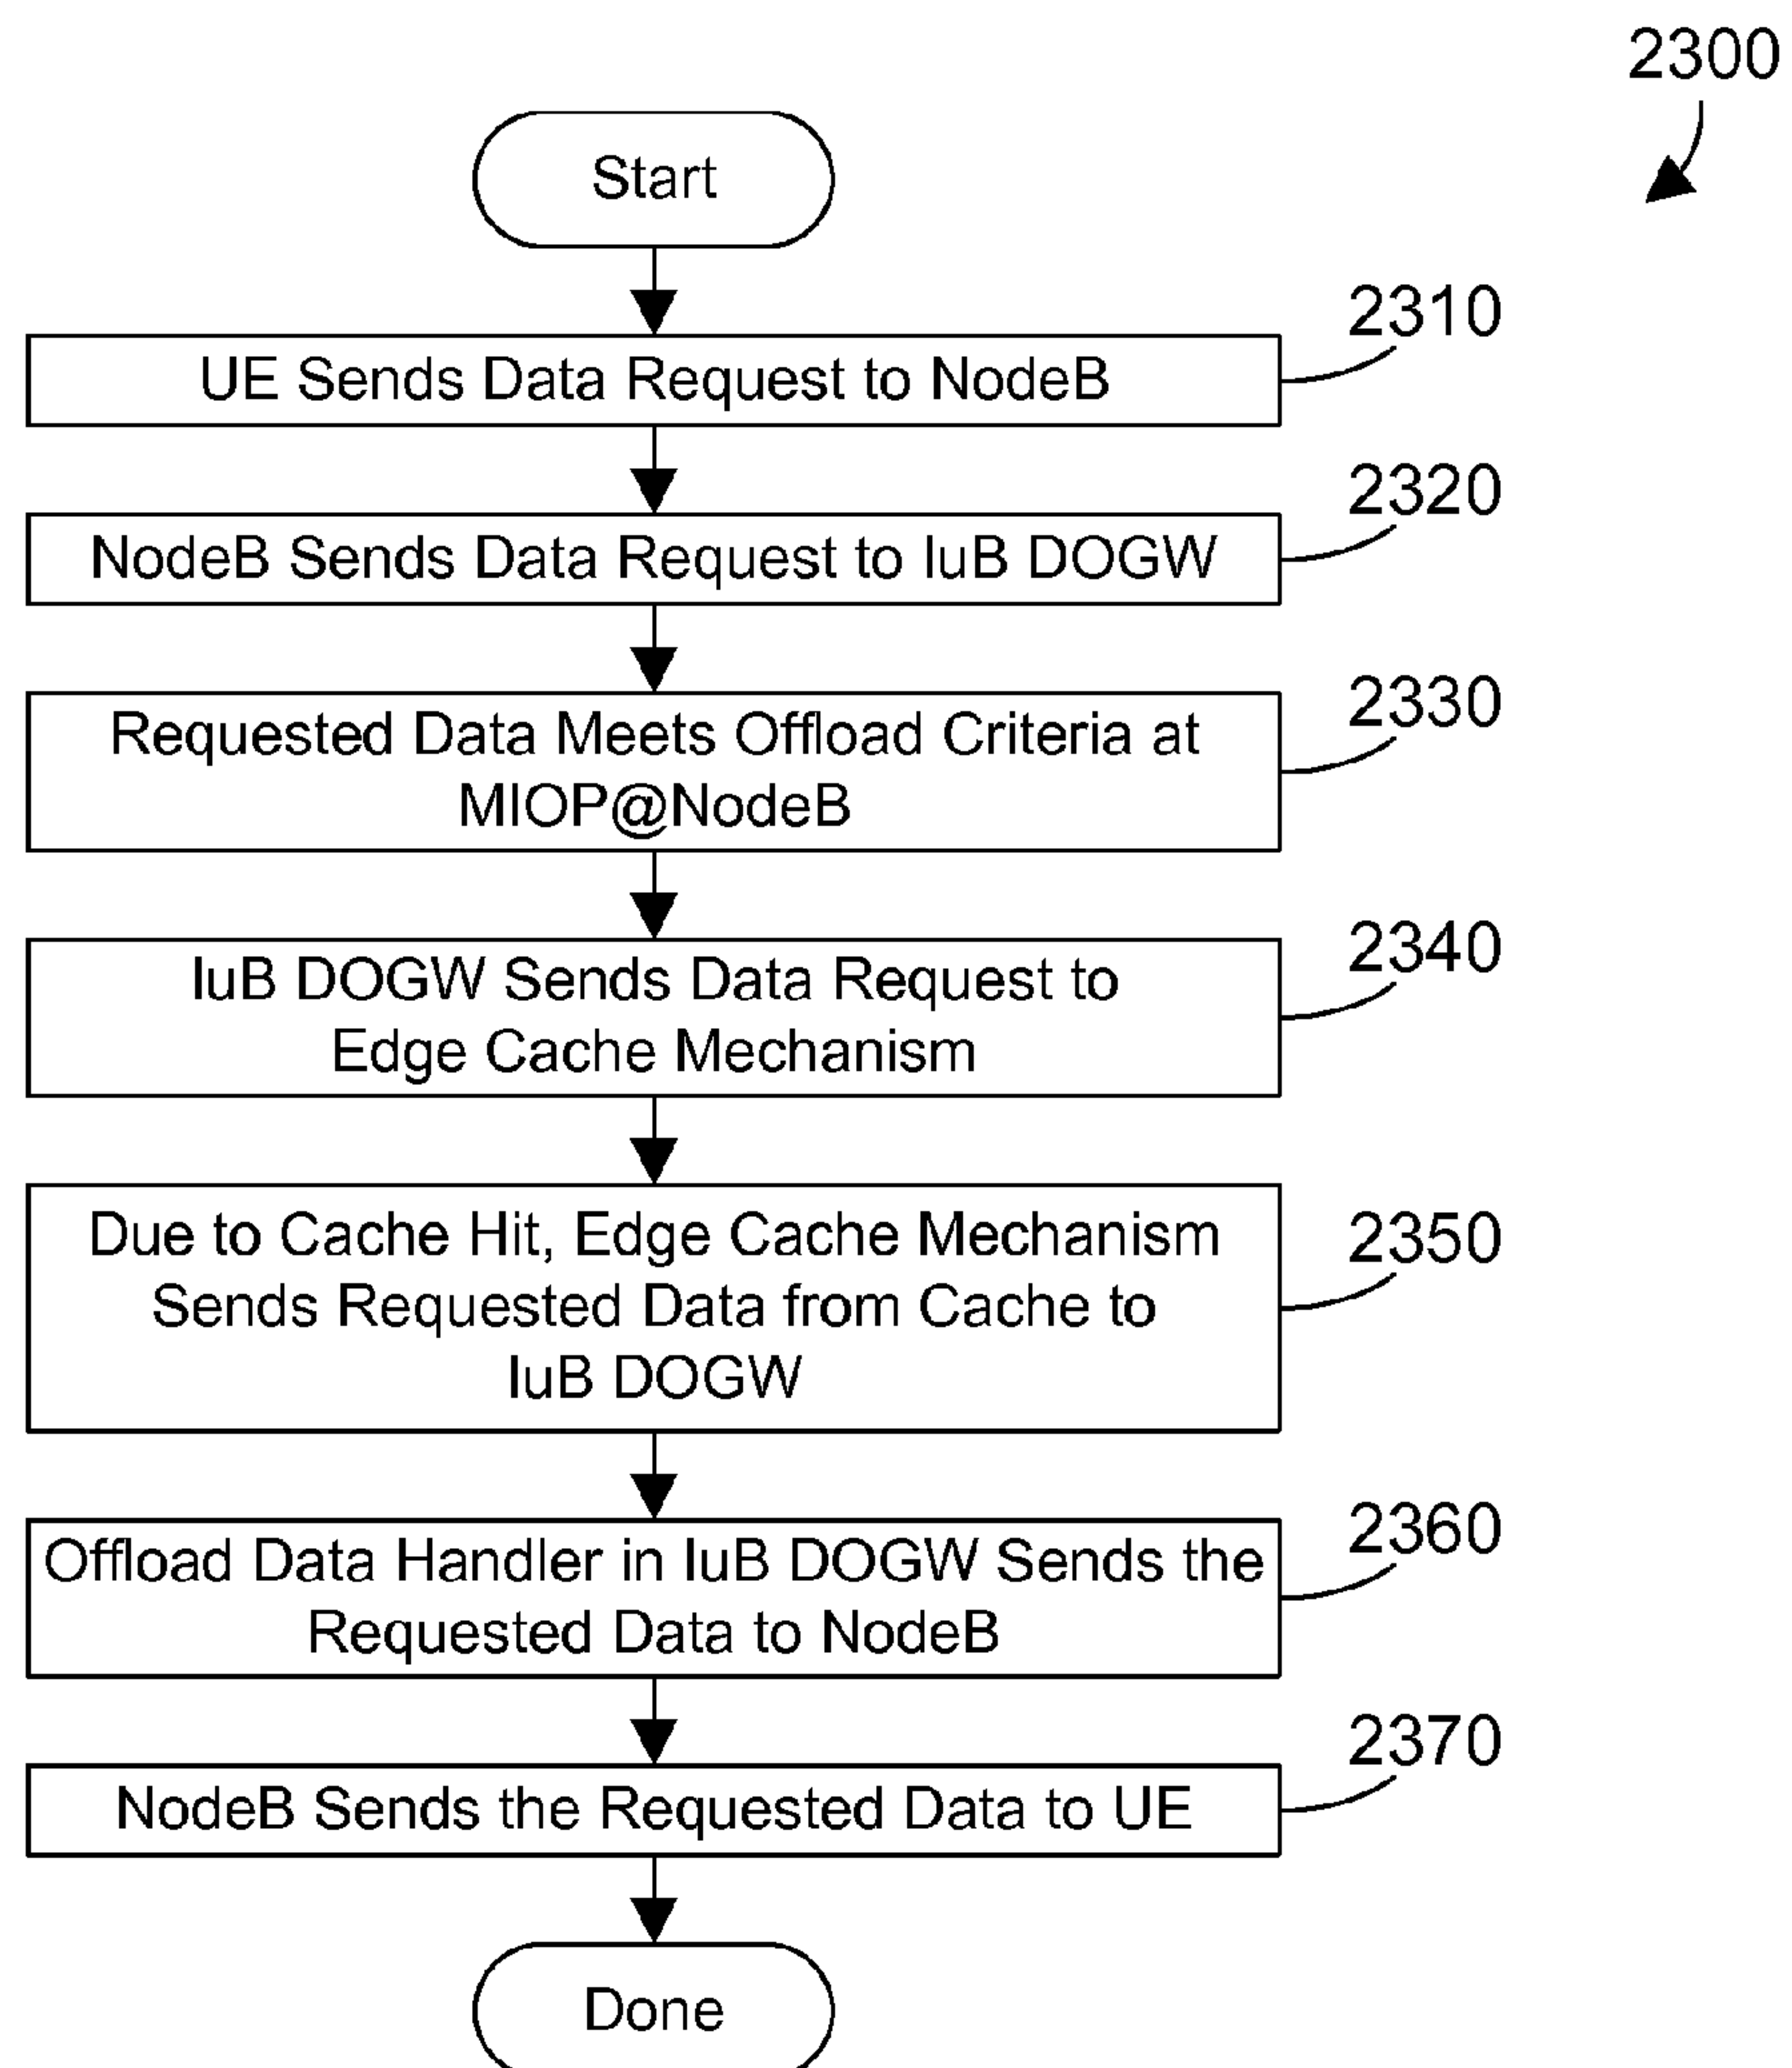 2300
Start
2310
UE Sends Data Request to NodeB
2320
NodeB Sends Data Request to IuB DOGW
2330
Requested Data Meets Offload Criteria at
MIOP@NodeB
2340
IuB DOGW Sends Data Request to
Edge Cache Mechanism
2350
Due to Cache Hit, Edge Cache Mechanism
Sends Requested Data from Cache to
IuB DOGW
2360
Offload Data Handler in IuB DOGW Sends the
Requested Data to NodeB
2370
NodeB Sends the Requested Data to UE
Done